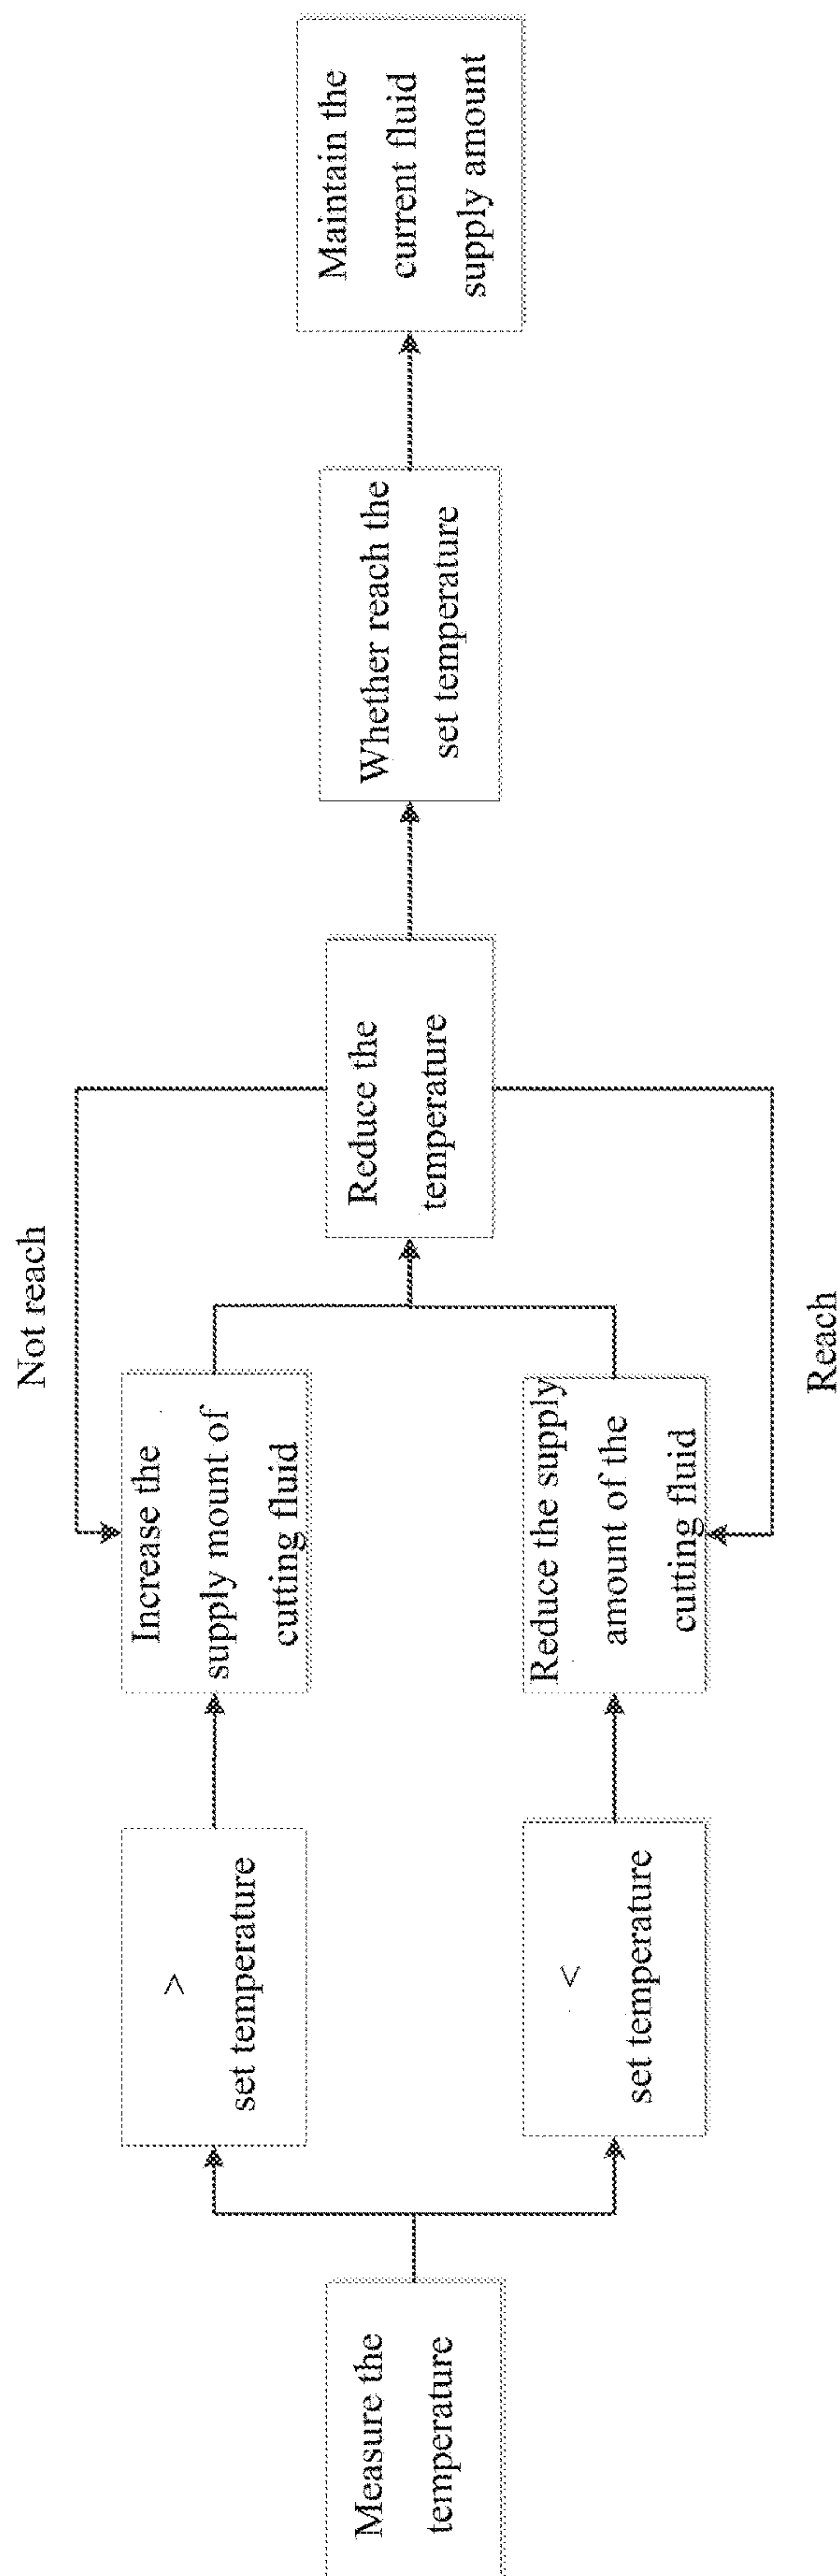 Measure the
temperature
>
set temperature
<
set temperature
Increase the
supply mount of
cutting fluid
Reduce the supply
amount of the
cutting fluid
Not reach
Reach
Reduce the
temperature
Whether reach the
set temperature
Maintain the
current fluid
supply amount